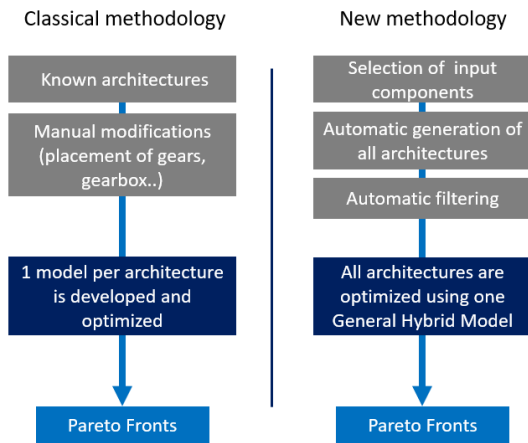 Classical methodology
Known architectures
Manual modifications
(placement of gears,
gearbox..)
1 model per architecture
is developed and
optimized
Pareto Fronts
New methodology
Selection of input
components
Automatic generation of
all architectures
Automatic filtering
All architectures are
optimized using one
General Hybrid Model
Pareto Fronts